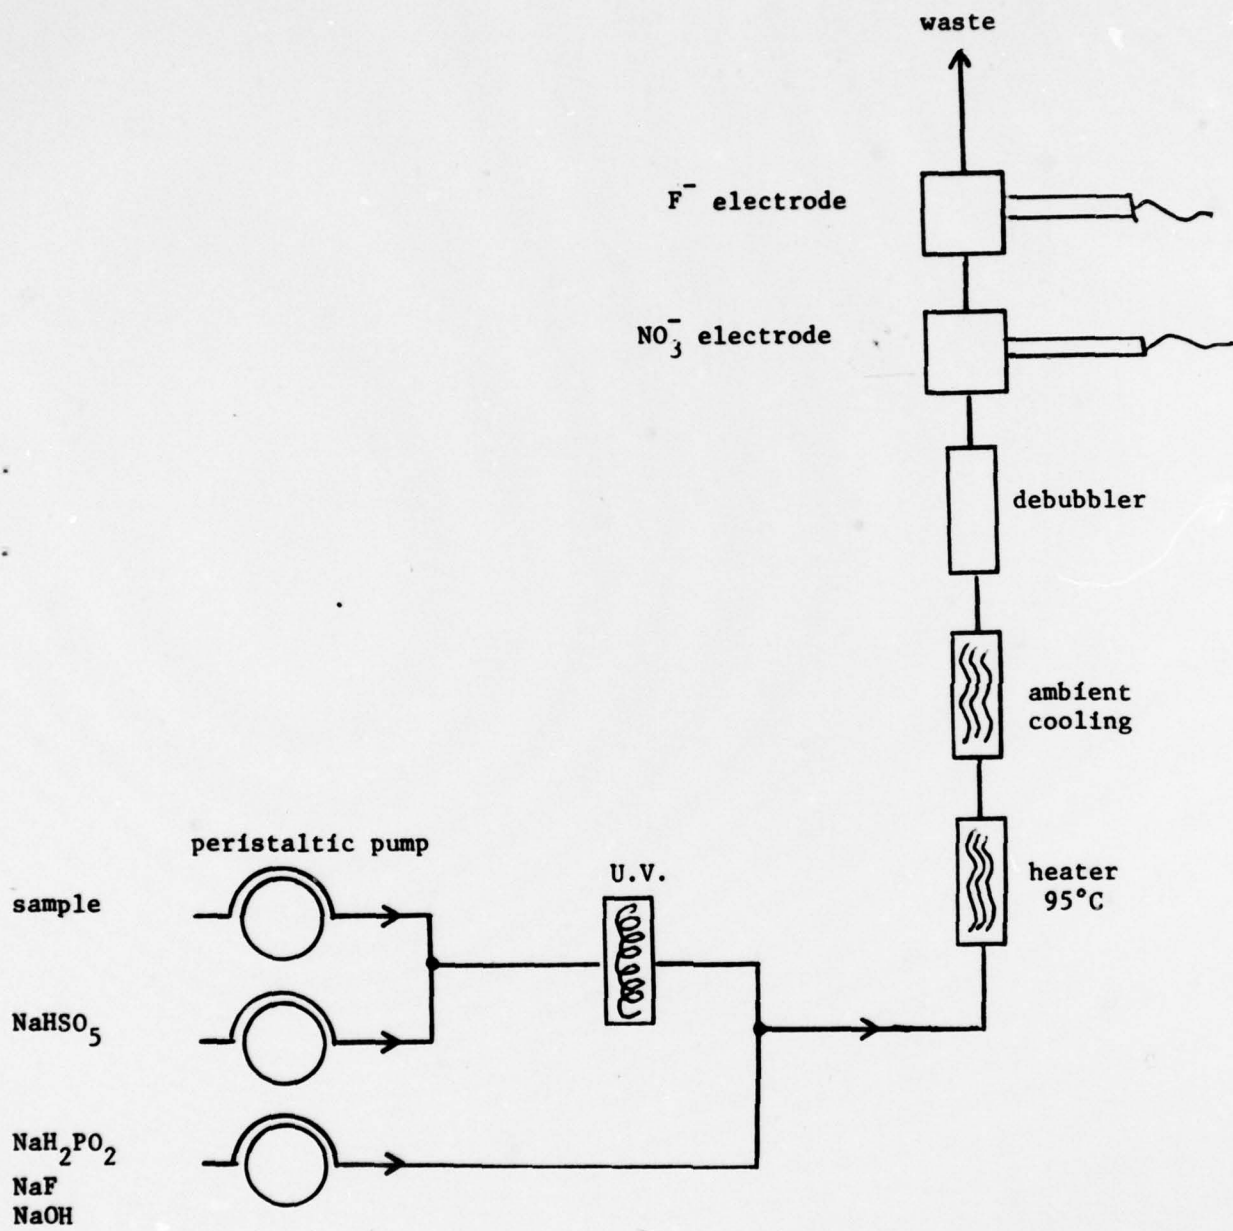 waste
F⁻ electrode
NO₃⁻ electrode
debubbler
ambient
cooling
peristaltic pump
U.V.
heater
95°C
sample
NaHSO₅
NaH₂PO₂
NaF
NaOH